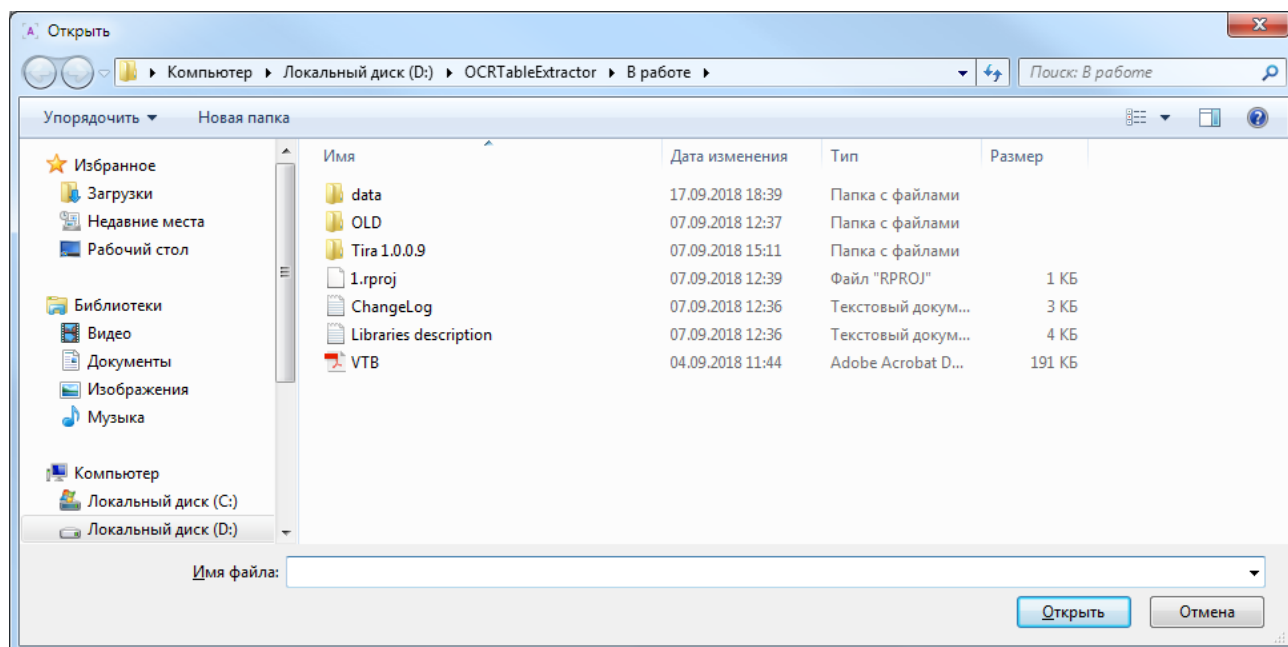 Открыть
Компьютер Локальный диск (D:) OCRTableExtractor В работе Поиск: В работе
Упорядочить Новая папка
Избранное
Загрузки
Недавние места
Рабочий стол
Библиотеки
Видео
Документы
Изображения
Музыка
Компьютер
Локальный диск (C:)
Локальный диск (D:)
Имя Дата изменения Тип Размер
data 17.09.2018 18:39 Папка с файлами
OLD 07.09.2018 12:37 Папка с файлами
Tira 1.0.0.9 07.09.2018 15:11 Папка с файлами
1.rproj 07.09.2018 12:39 Файл "RPROJ" 1 КБ
ChangeLog 07.09.2018 12:36 Текстовый докум... 3 КБ
Libraries description 07.09.2018 12:36 Текстовый докум... 4 КБ
VTB 04.09.2018 11:44 Adobe Acrobat D... 191 КБ
Имя файла:
Открыть Отмена